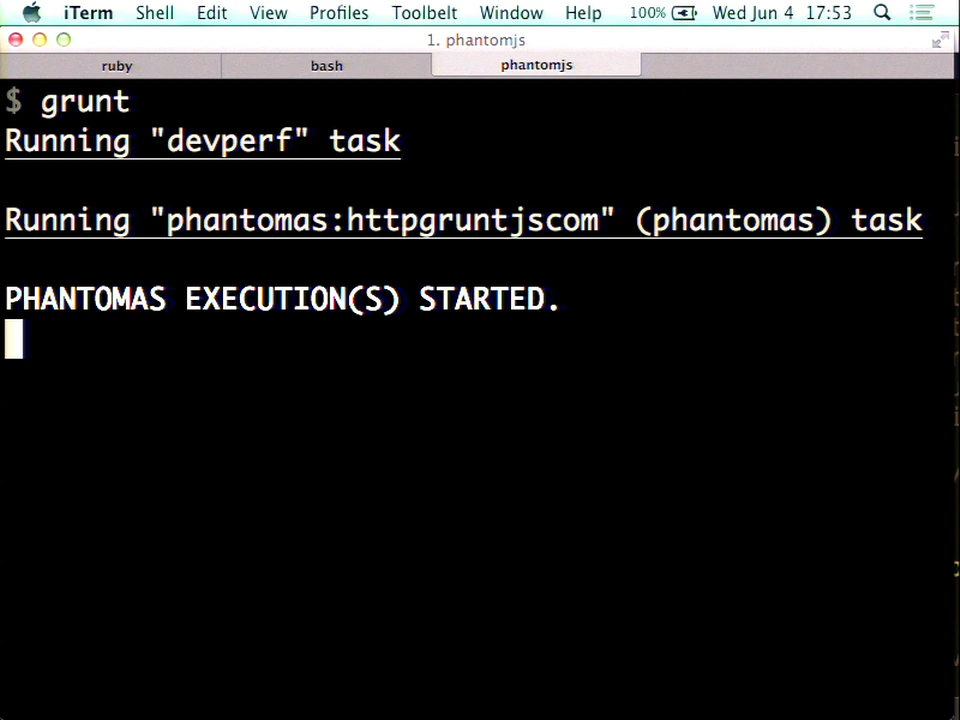 iTerm Shell Edit View Profiles Toolbelt Window Help 100% Wed Jun 4 17:53
1. phantomjs
ruby bash phantomjs
$ grunt
Running "devperf" task
Running "phantomas:httpgruntjscom" (phantomas) task
PHANTOMAS EXECUTION(S) STARTED.